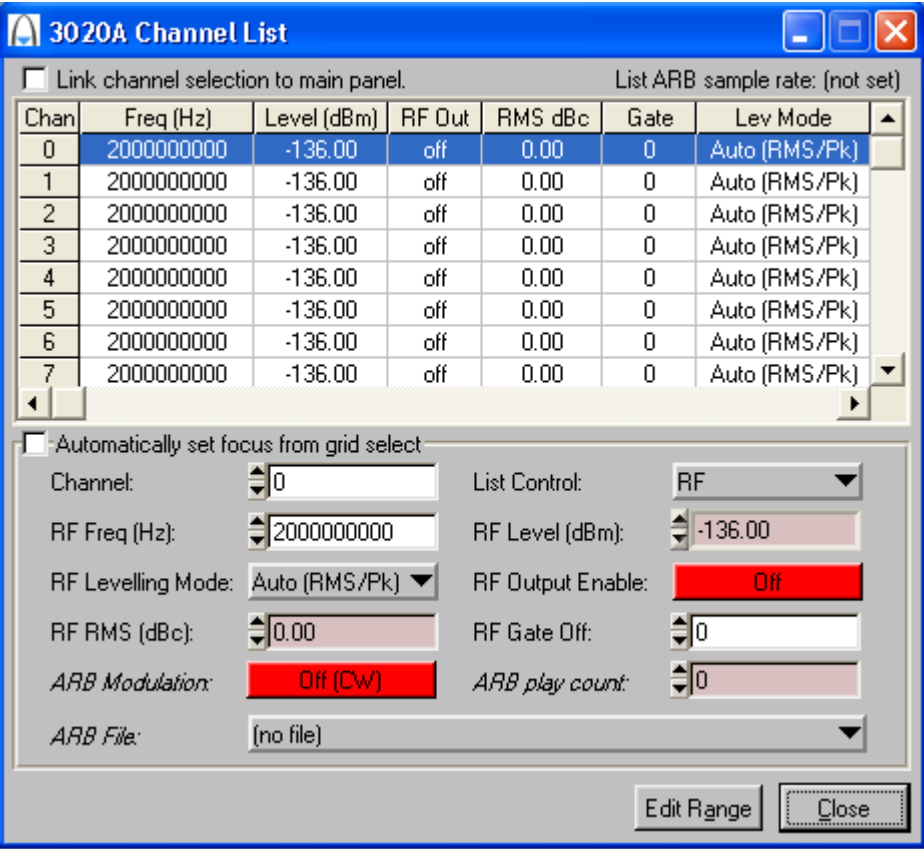 3020A Channel List
Link channel selection to main panel. List ARB sample rate: (not set)
Chan Freq (Hz) Level (dBm) RF Out RMS dBc Gate Lev Mode
0 2000000000 -136.00 off 0.00 0 Auto (RMS/Pk)
1 2000000000 -136.00 off 0.00 0 Auto (RMS/Pk)
2 2000000000 -136.00 off 0.00 0 Auto (RMS/Pk)
3 2000000000 -136.00 off 0.00 0 Auto (RMS/Pk)
4 2000000000 -136.00 off 0.00 0 Auto (RMS/Pk)
5 2000000000 -136.00 off 0.00 0 Auto (RMS/Pk)
6 2000000000 -136.00 off 0.00 0 Auto (RMS/Pk)
7 2000000000 -136.00 off 0.00 0 Auto (RMS/Pk)
Automatically set focus from grid select
Channel: 0 List Control: RF
RF Freq (Hz): 2000000000 RF Level (dBm): -136.00
RF Levelling Mode: Auto (RMS/Pk) RF Output Enable: Off
RF RMS (dBc): 0.00 RF Gate Off: 0
ARB Modulation: Off (CW) ARB play count: 0
ARB File: (no file)
Edit Range Close